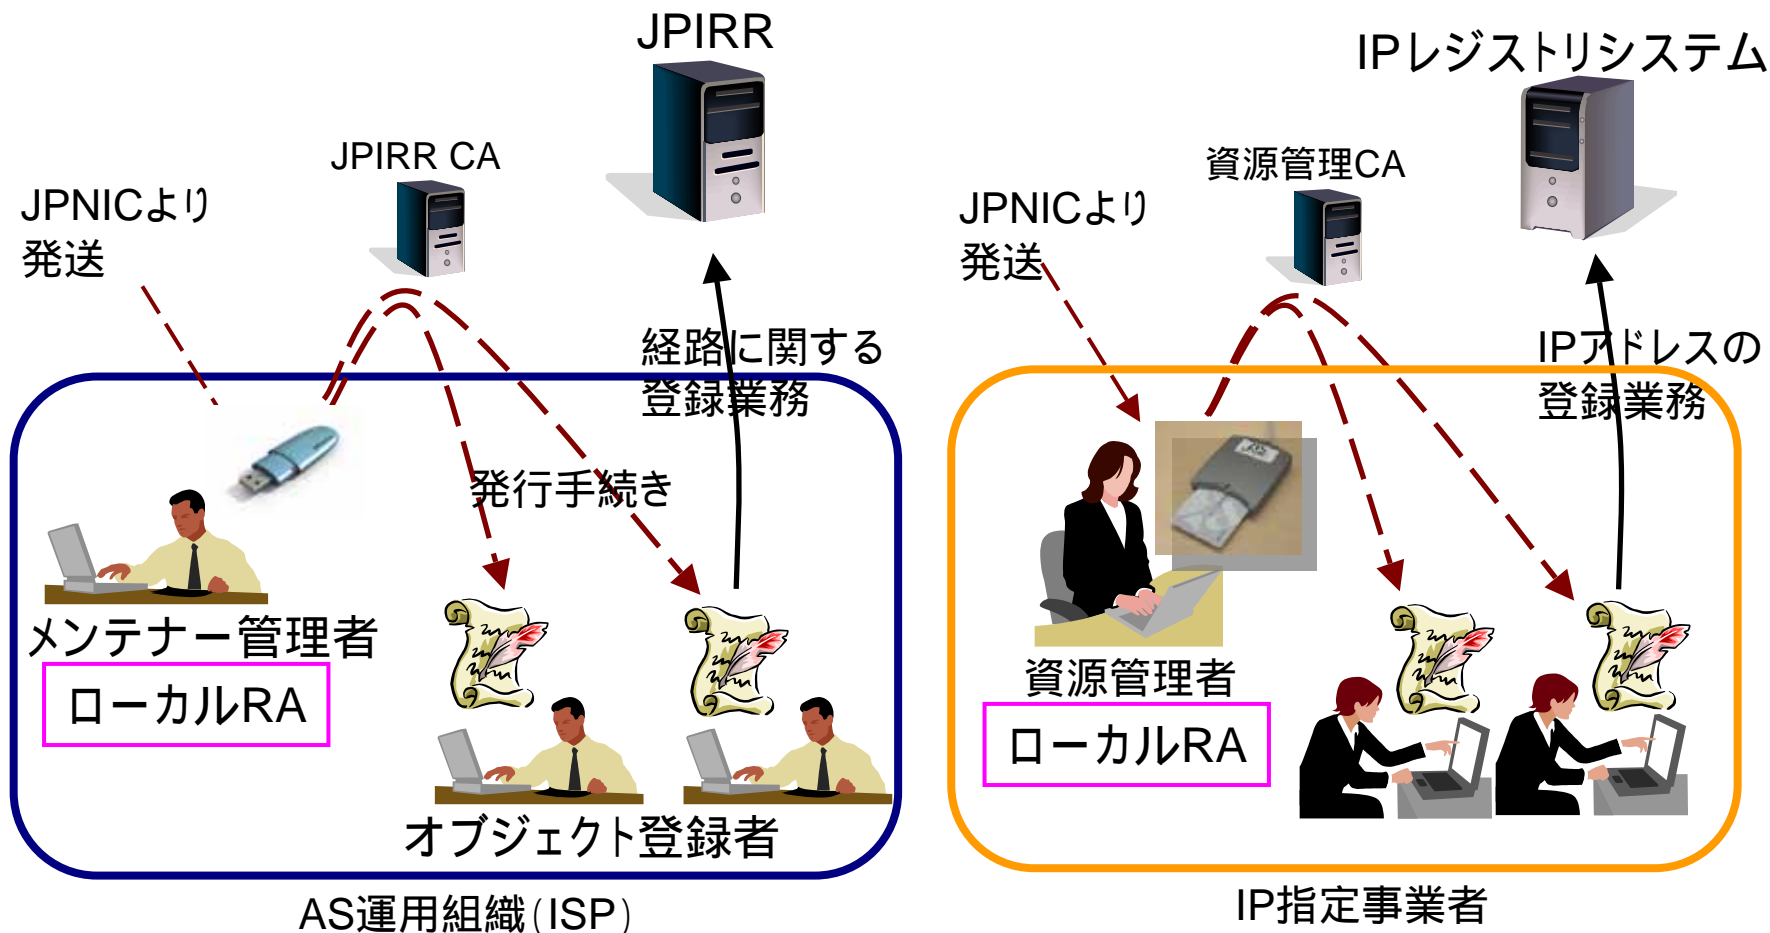 JPIRR
JPIRR CA
JPNICより
発送
経路に関する
登録業務
発行手続き
メンテナー管理者
ローカルRA
オブジェクト登録者
AS運用組織(ISP)
IPレジストリシステム
資源管理CA
JPNICより
発送
IPアドレスの
登録業務
資源管理者
ローカルRA
IP指定事業者